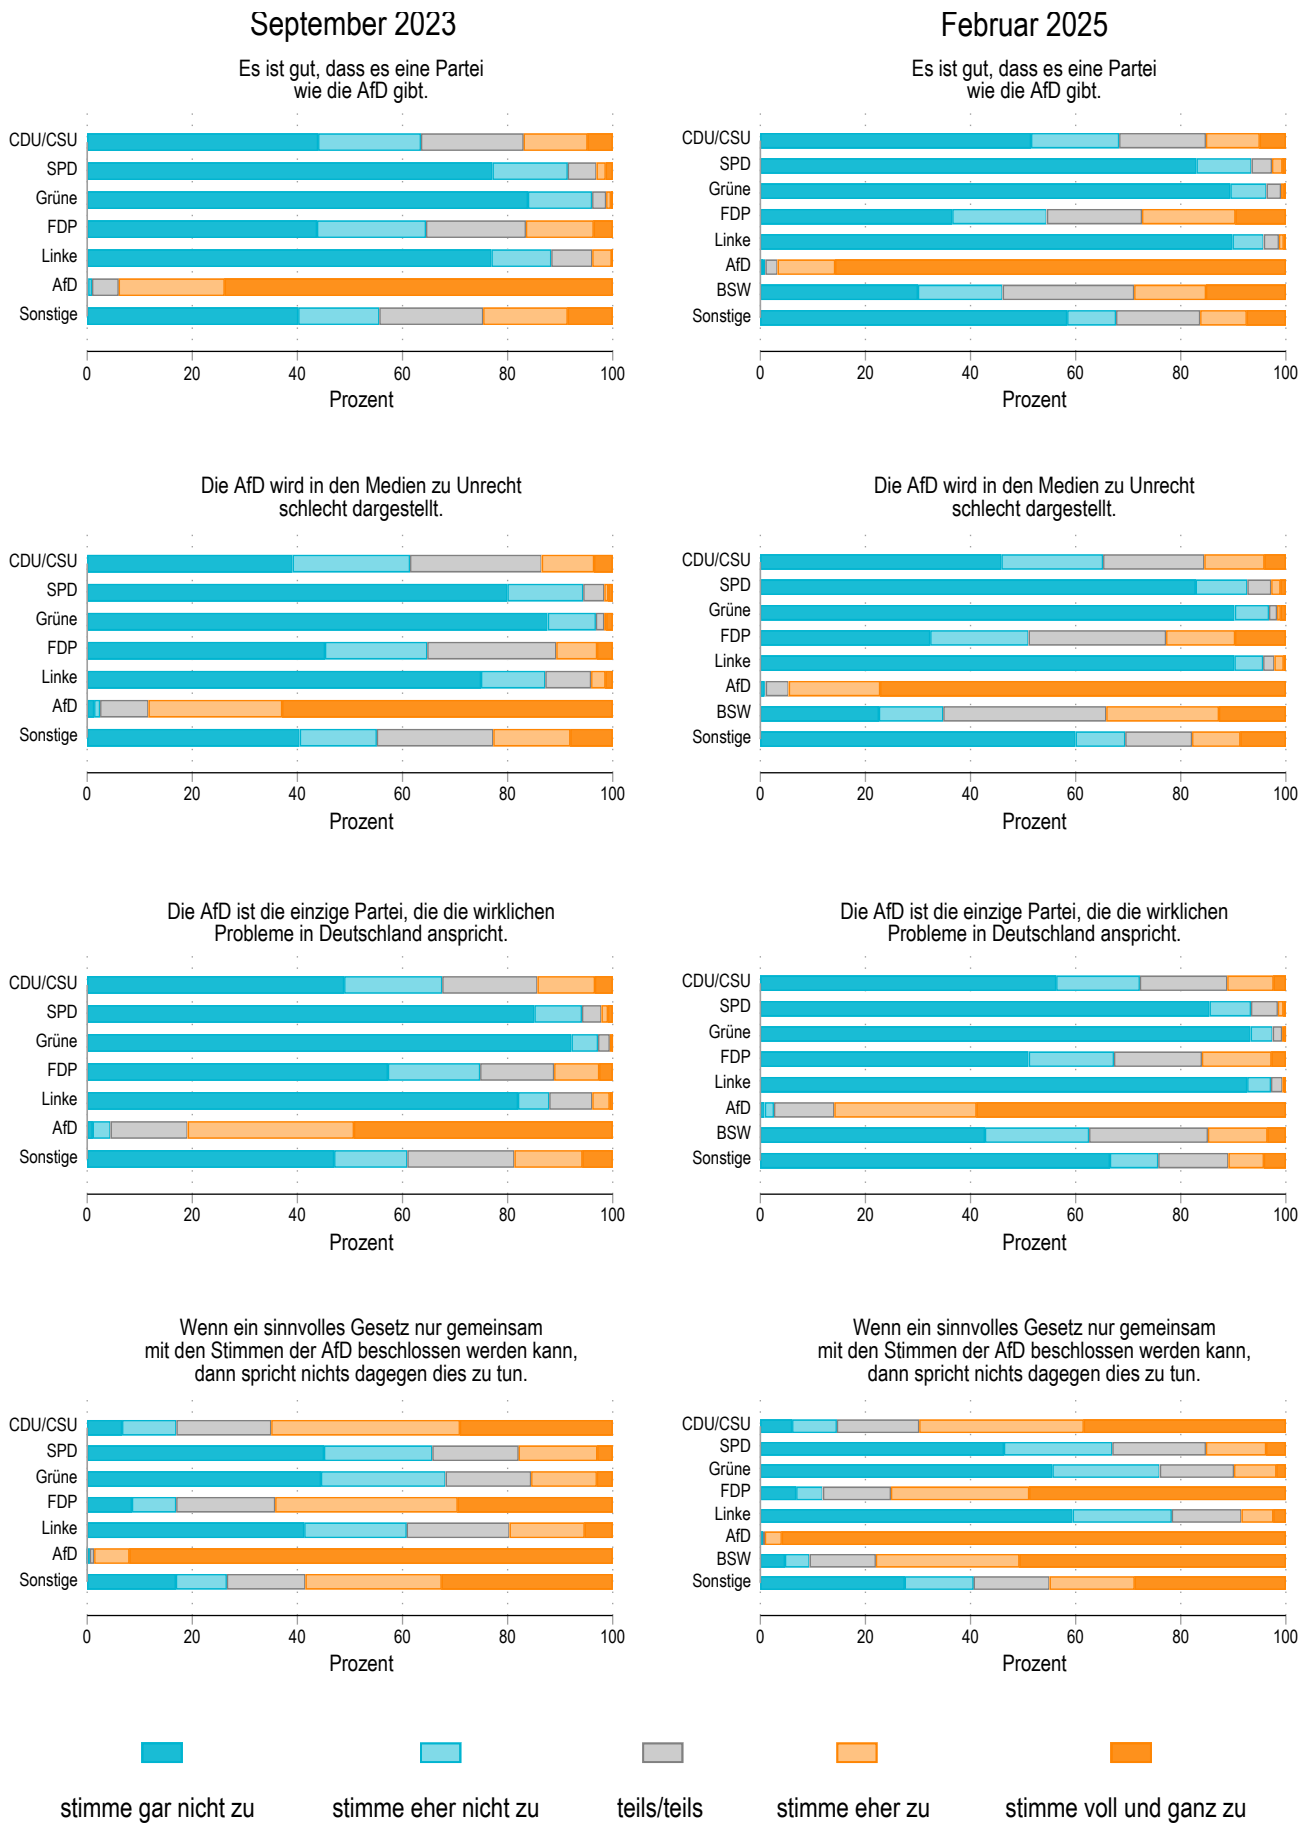 September 2023
Februar 2025
Es ist gut, dass es eine Partei
wie die AfD gibt.
CDU/CSU
SPD
Grüne
FDP
Linke
AfD
Sonstige
0 20 40 60 80 100
Prozent
Es ist gut, dass es eine Partei
wie die AfD gibt.
CDU/CSU
SPD
Grüne
FDP
Linke
AfD
BSW
Sonstige
0 20 40 60 80 100
Prozent
Die AfD wird in den Medien zu Unrecht
schlecht dargestellt.
CDU/CSU
SPD
Grüne
FDP
Linke
AfD
Sonstige
0 20 40 60 80 100
Prozent
Die AfD wird in den Medien zu Unrecht
schlecht dargestellt.
CDU/CSU
SPD
Grüne
FDP
Linke
AfD
BSW
Sonstige
0 20 40 60 80 100
Prozent
Die AfD ist die einzige Partei, die die wirklichen
Probleme in Deutschland anspricht.
CDU/CSU
SPD
Grüne
FDP
Linke
AfD
Sonstige
0 20 40 60 80 100
Prozent
Die AfD ist die einzige Partei, die die wirklichen
Probleme in Deutschland anspricht.
CDU/CSU
SPD
Grüne
FDP
Linke
AfD
BSW
Sonstige
0 20 40 60 80 100
Prozent
Wenn ein sinnvolles Gesetz nur gemeinsam
mit den Stimmen der AfD beschlossen werden kann,
dann spricht nichts dagegen dies zu tun.
CDU/CSU
SPD
Grüne
FDP
Linke
AfD
Sonstige
0 20 40 60 80 100
Prozent
Wenn ein sinnvolles Gesetz nur gemeinsam
mit den Stimmen der AfD beschlossen werden kann,
dann spricht nichts dagegen dies zu tun.
CDU/CSU
SPD
Grüne
FDP
Linke
AfD
BSW
Sonstige
0 20 40 60 80 100
Prozent
stimme gar nicht zu
stimme eher nicht zu
teils/teils
stimme eher zu
stimme voll und ganz zu